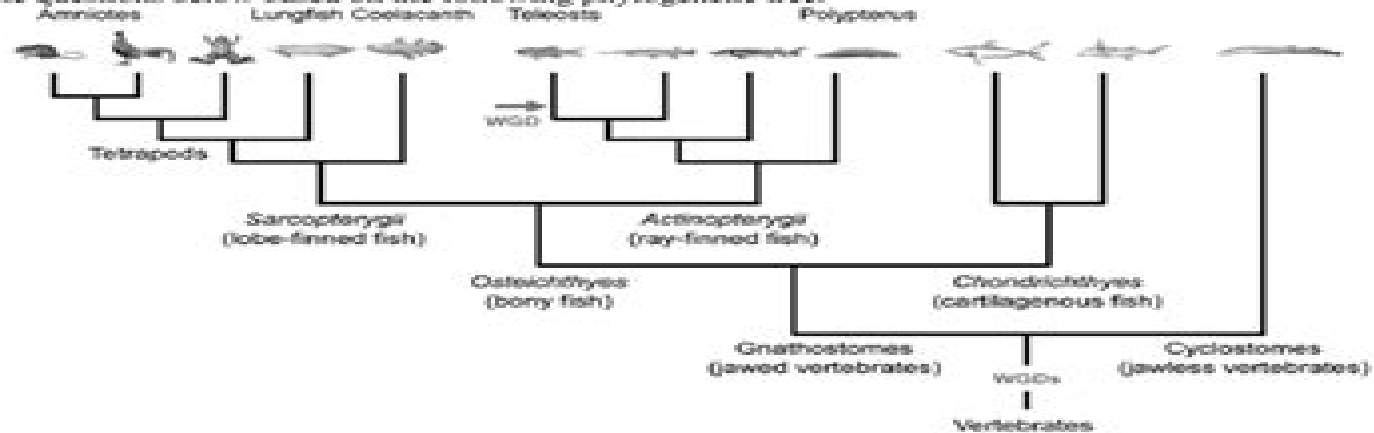 Amniotes Lungfish Coelacanth Teleosts Polypterus
WGD
Tetrapods
Sarcopterygii Actinopterygii
(lobe-finned fish) (ray-finned fish)
Osteichthyes Chondrichthyes
(bony fish) (cartilagenous fish)
Gnathostomes Cyclostomes
(jawed vertebrates) (jawless vertebrates)
WGDs
Vertebrates